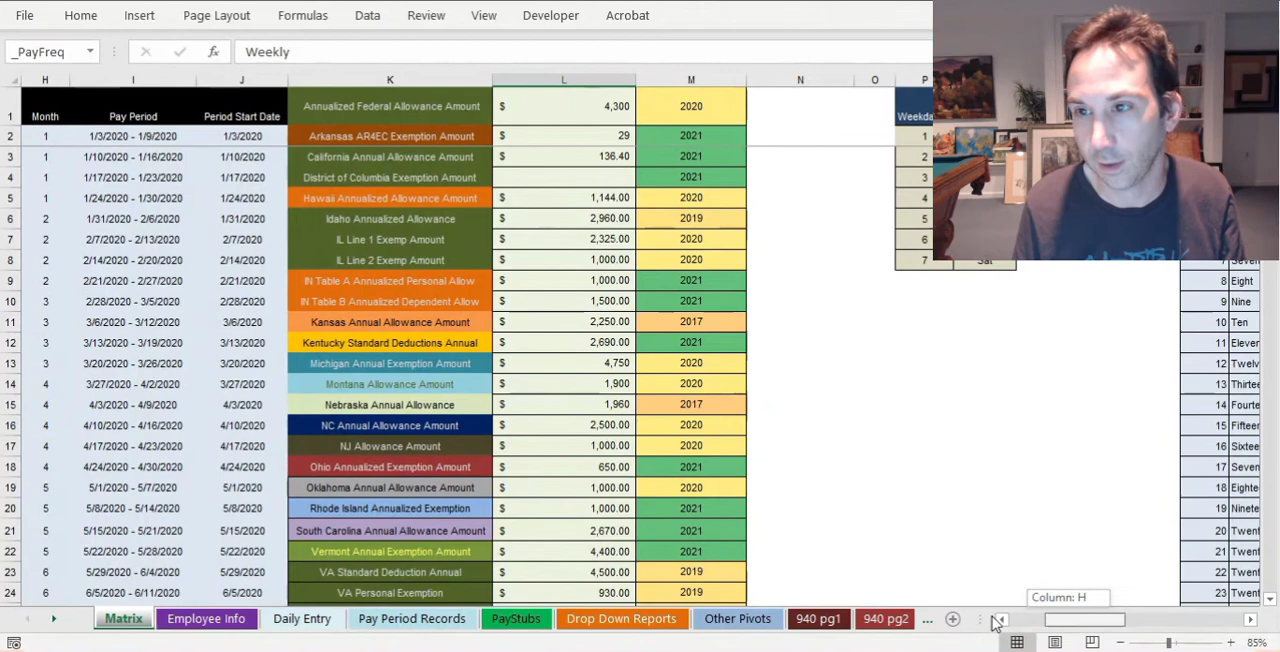 File Home Insert Page Layout Formulas Data Review View Developer Acrobat
_PayFreq fx Weekly
H I J K L M N O P
1 Month Pay Period Period Start Date Annualized Federal Allowance Amount $ 4,300 2020 Weekda
2 1 1/3/2020 - 1/9/2020 1/3/2020 Arkansas AR4EC Exemption Amount $ 29 2021 1
3 1 1/10/2020 - 1/16/2020 1/10/2020 California Annual Allowance Amount $ 136.40 2021 2
4 1 1/17/2020 - 1/23/2020 1/17/2020 District of Columbia Exemption Amount 2021 3
5 1 1/24/2020 - 1/30/2020 1/24/2020 Hawaii Annualized Allowance Amount $ 1,144.00 2020 4
6 2 1/31/2020 - 2/6/2020 1/31/2020 Idaho Annualized Allowance $ 2,960.00 2019 5
7 2 2/7/2020 - 2/13/2020 2/7/2020 IL Line 1 Exemp Amount $ 2,325.00 2020 6
8 2 2/14/2020 - 2/20/2020 2/14/2020 IL Line 2 Exemp Amount $ 1,000.00 2020 7 Sat
9 2 2/21/2020 - 2/27/2020 2/21/2020 IN Table A Annualized Personal Allow $ 1,000.00 2021 8 Eight
10 2 2/28/2020 - 3/5/2020 2/28/2020 IN Table B Annualized Dependent Allow $ 1,500.00 2021 9 Nine
11 3 3/6/2020 - 3/12/2020 3/6/2020 Kansas Annual Allowance Amount $ 2,250.00 2017 10 Ten
12 3 3/13/2020 - 3/19/2020 3/13/2020 Kentucky Standard Deductions Annual $ 2,690.00 2021 11 Eleven
13 3 3/20/2020 - 3/26/2020 3/20/2020 Michigan Annual Exemption Amount $ 4,750 2020 12 Twelv
14 4 3/27/2020 - 4/2/2020 3/27/2020 Montana Allowance Amount $ 1,900 2020 13 Thirtee
15 4 4/3/2020 - 4/9/2020 4/3/2020 Nebraska Annual Allowance $ 1,960 2017 14 Fourte
16 4 4/10/2020 - 4/16/2020 4/10/2020 NC Annual Allowance Amount $ 2,500.00 2020 15 Fifteen
17 4 4/17/2020 - 4/23/2020 4/17/2020 NJ Allowance Amount $ 1,000.00 2020 16 Sixtee
18 4 4/24/2020 - 4/30/2020 4/24/2020 Ohio Annualized Exemption Amount $ 650.00 2021 17 Seven
19 5 5/1/2020 - 5/7/2020 5/1/2020 Oklahoma Annual Allowance Amount $ 1,000.00 2020 18 Eighte
20 5 5/8/2020 - 5/14/2020 5/8/2020 Rhode Island Annualized Exemption $ 1,000.00 2021 19 Ninete
21 5 5/15/2020 - 5/21/2020 5/15/2020 South Carolina Annual Allowance Amount $ 2,670.00 2021 20 Twent
22 5 5/22/2020 - 5/28/2020 5/22/2020 Vermont Annual Exemption Amount $ 4,400.00 2021 21 Twent
23 6 5/29/2020 - 6/4/2020 5/29/2020 VA Standard Deduction Annual $ 4,500.00 2019 22 Twent
24 6 6/5/2020 - 6/11/2020 6/5/2020 VA Personal Exemption $ 930.00 2019 23 Twent
Column: H
Matrix Employee Info Daily Entry Pay Period Records PayStubs Drop Down Reports Other Pivots 940 pg1 940 pg2 ...
85%